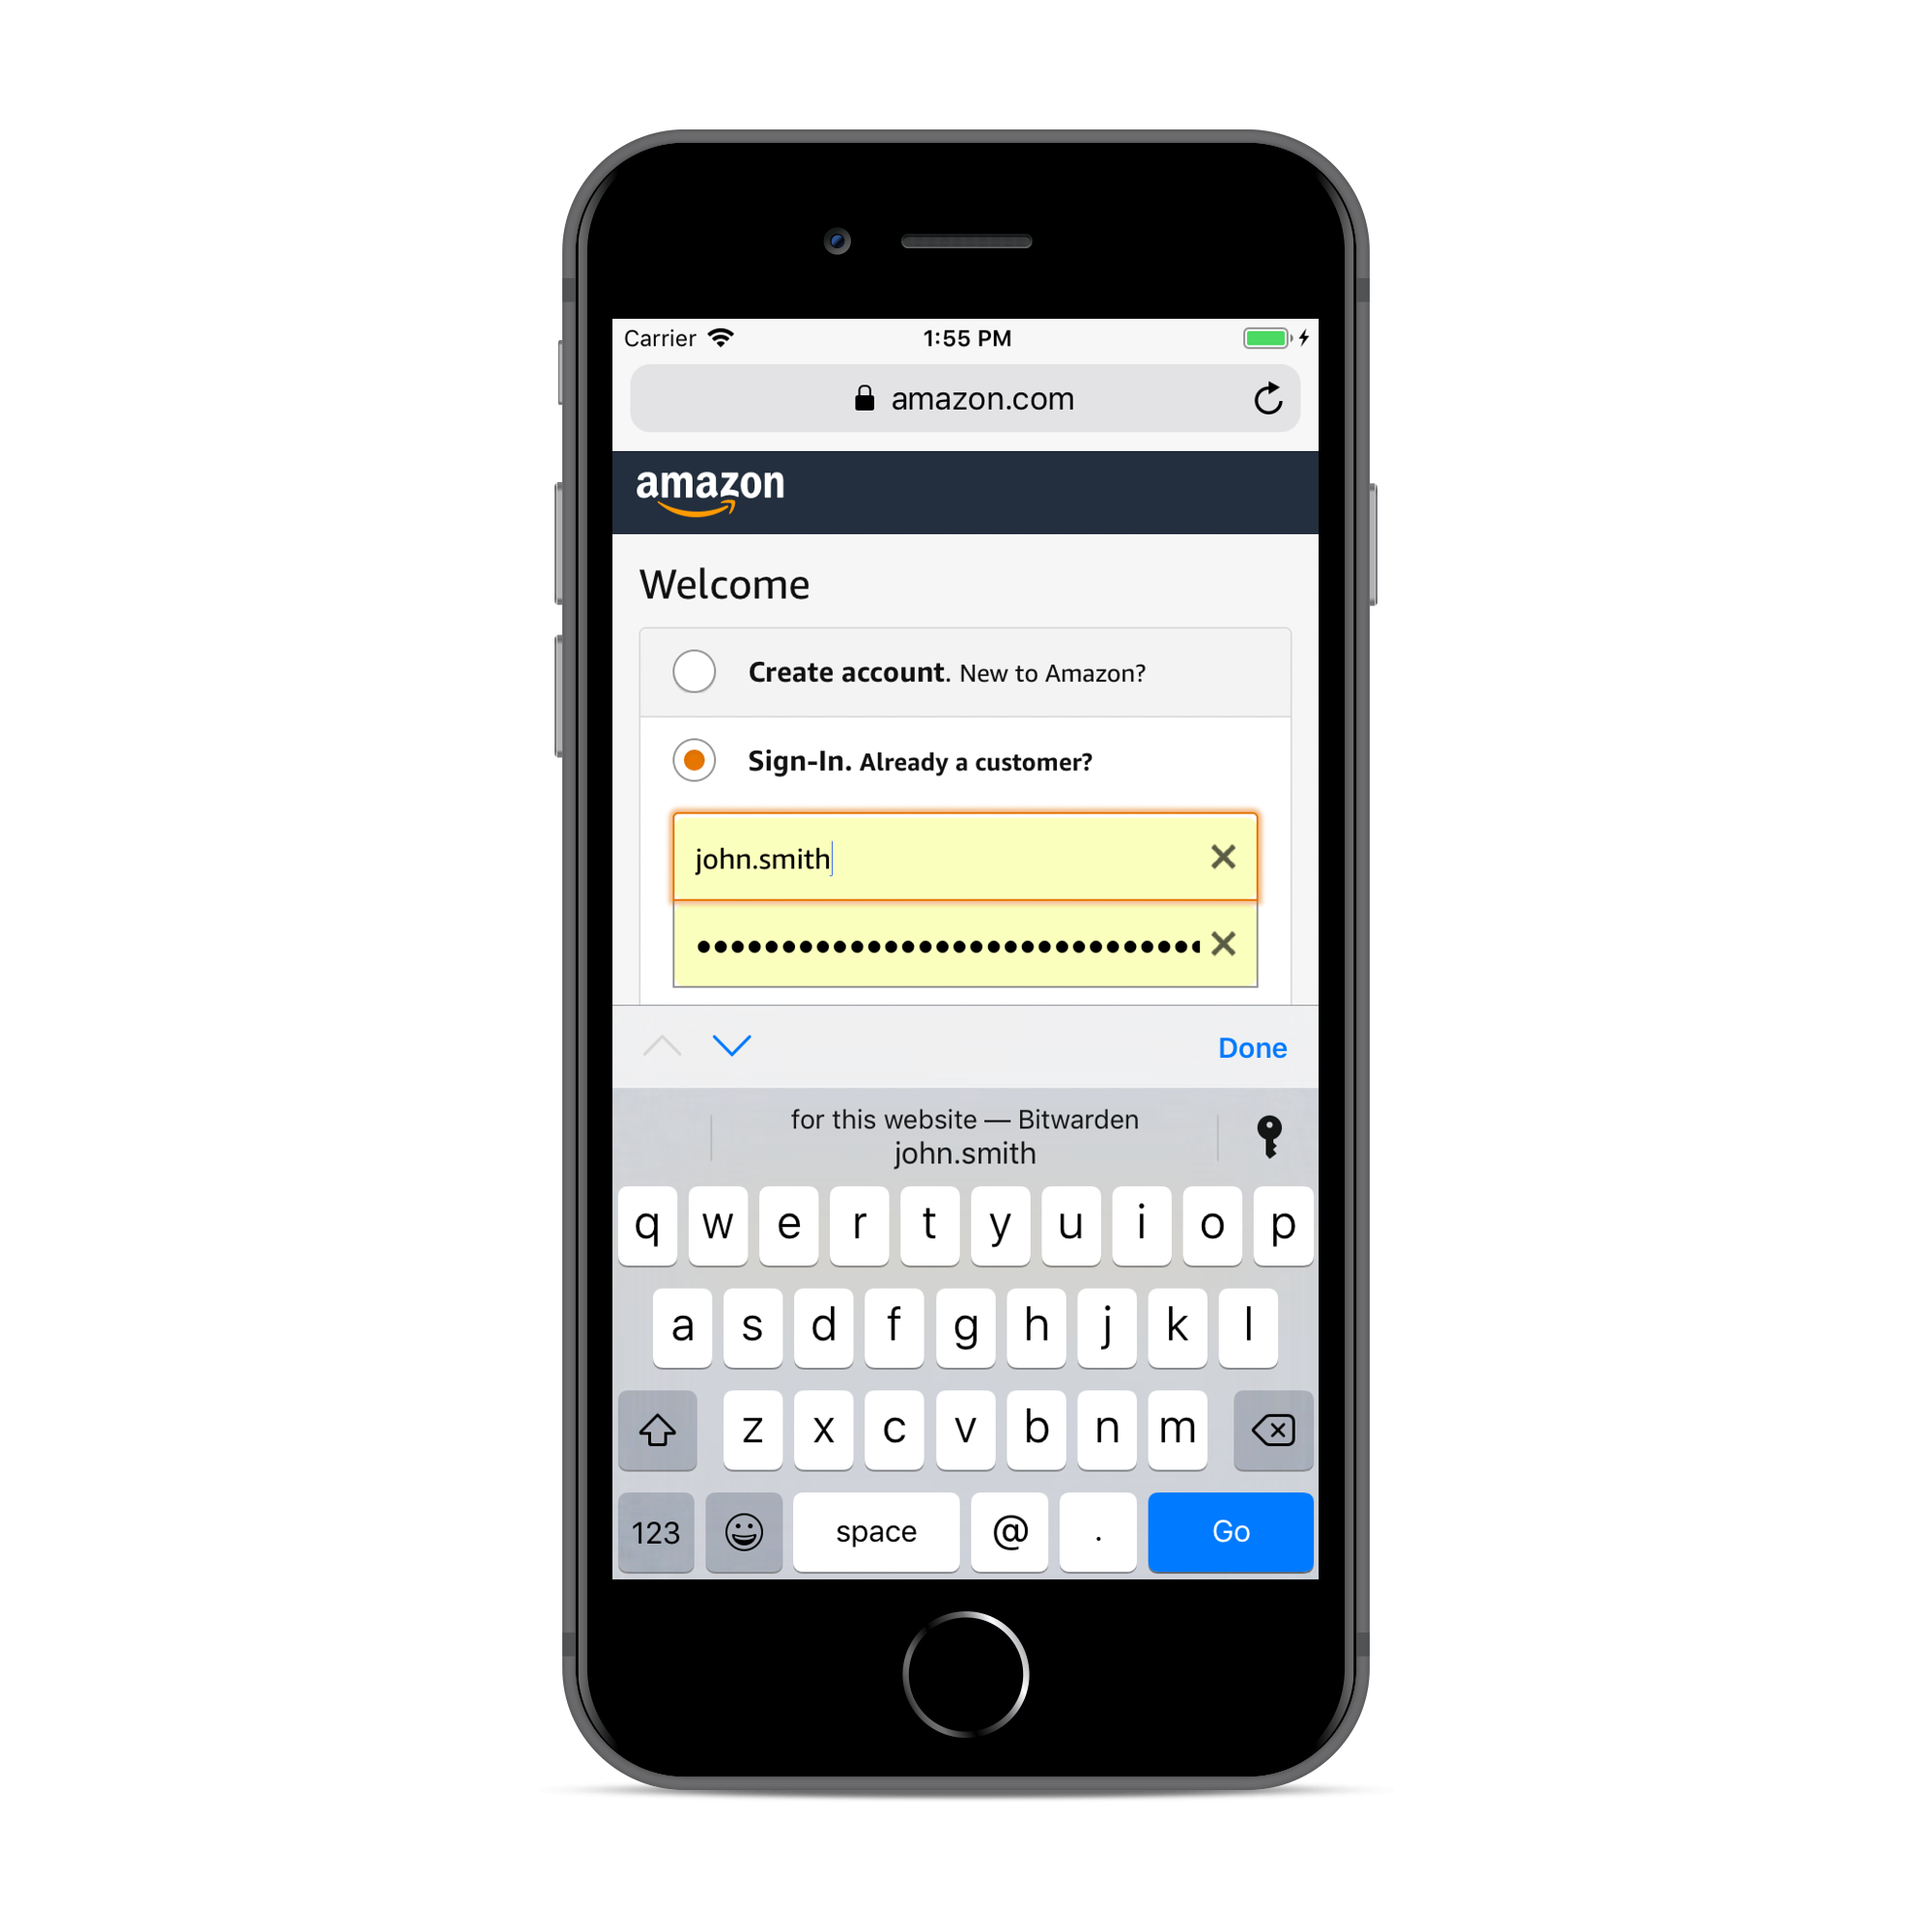 Carrier 1:55 PM
amazon.com
amazon
Welcome
Create account. New to Amazon?
Sign-In. Already a customer?
john.smith
••••••••••••••••••••••••••••••
Done
for this website — Bitwarden
john.smith
q w e r t y u i o p
a s d f g h j k l
z x c v b n m
123 space @ . Go